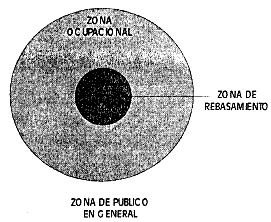 ZONA
OCUPACIONAL
ZONA DE
REBASAMIENTO
ZONA DE PUBLICO
EN GENERAL